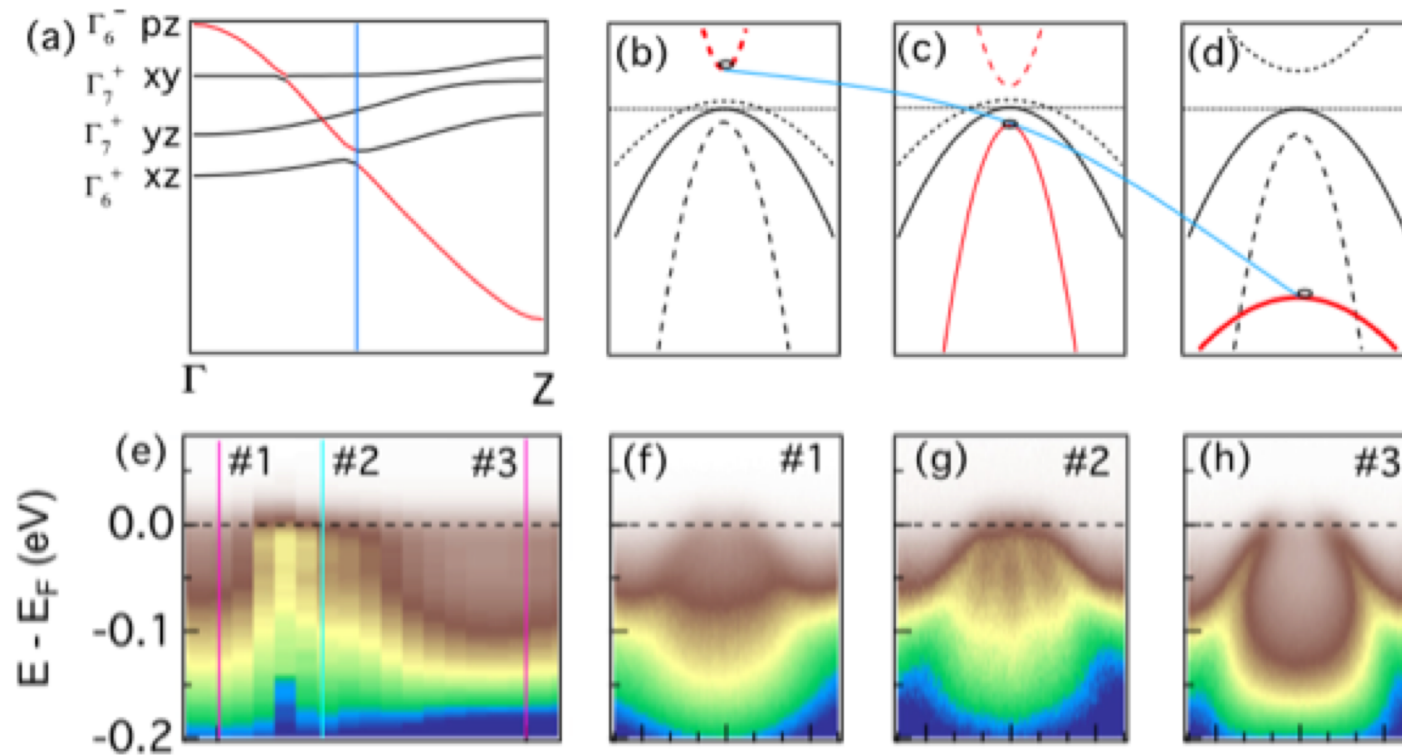 (a) Γ₆⁻ pz
Γ₇⁺ xy
Γ₇⁺ yz
Γ₆⁺ xz
Γ Z
(b)
(c)
(d)
(e) #1 #2 #3
(f) #1
(g) #2
(h) #3
E - E_F (eV)
0.0
-0.1
-0.2